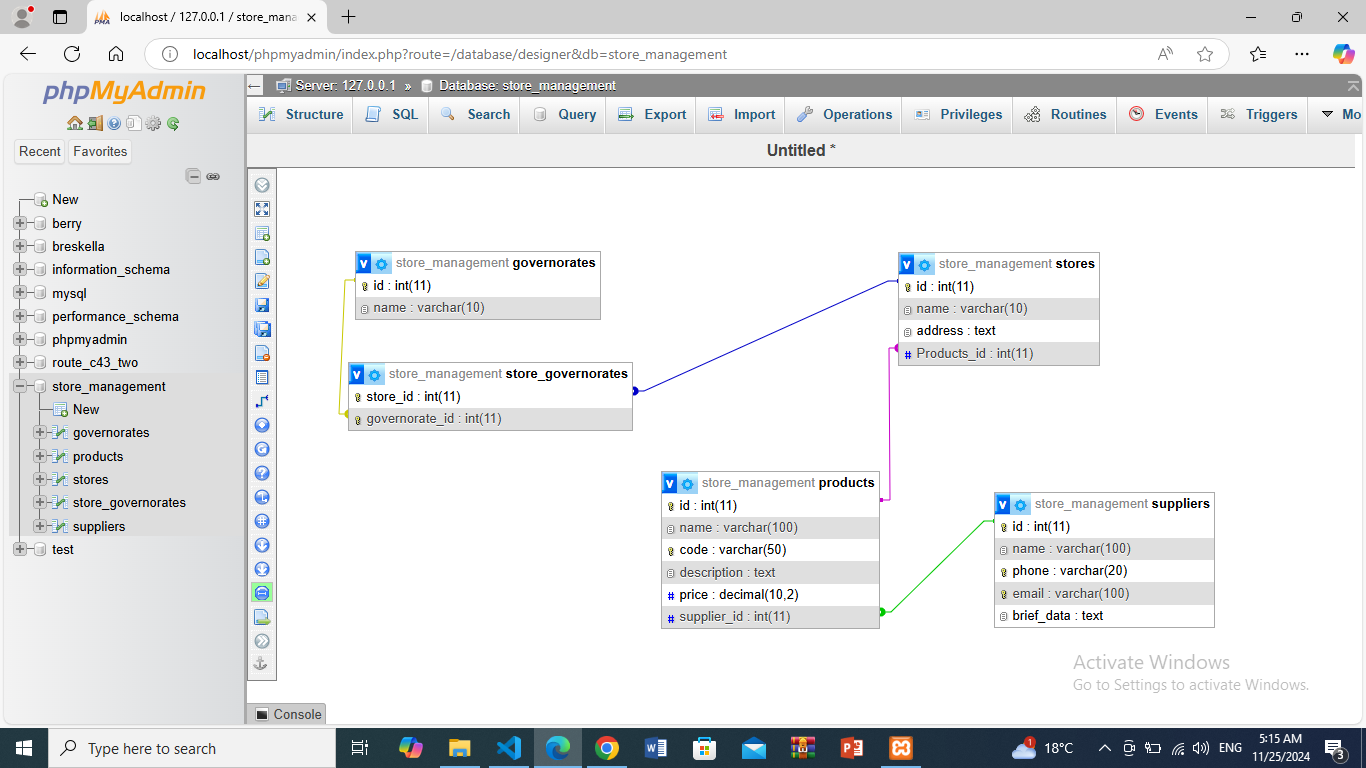 localhost / 127.0.0.1 / store_mana
localhost/phpmyadmin/index.php?route=/database/designer&db=store_management
phpMyAdmin
Recent
Favorites
New
berry
breskella
information_schema
mysql
performance_schema
phpmyadmin
route_c43_two
store_management
New
governorates
products
stores
store_governorates
suppliers
test
Server: 127.0.0.1 » Database: store_management
Structure SQL Search Query Export Import Operations Privileges Routines Events Triggers Mo
Untitled *
store_management governorates
id : int(11)
name : varchar(10)
store_management stores
id : int(11)
name : varchar(10)
address : text
Products_id : int(11)
store_management store_governorates
store_id : int(11)
governorate_id : int(11)
store_management products
id : int(11)
name : varchar(100)
code : varchar(50)
description : text
price : decimal(10,2)
supplier_id : int(11)
store_management suppliers
id : int(11)
name : varchar(100)
phone : varchar(20)
email : varchar(100)
brief_data : text
Activate Windows
Go to Settings to activate Windows.
Console
Type here to search
18°C
ENG
5:15 AM
11/25/2024